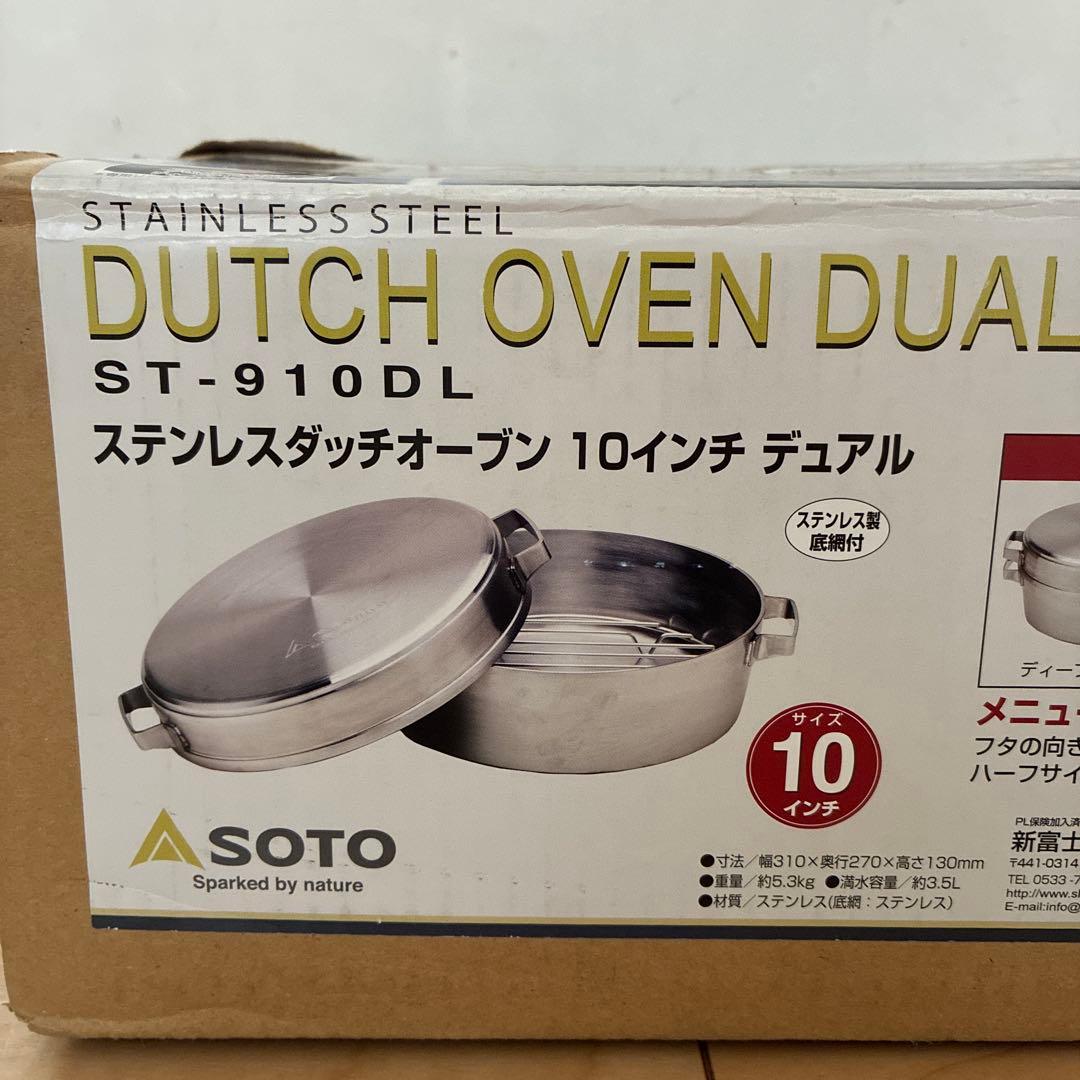 STAINLESS STEEL
DUTCH OVEN DUAL
ST-910DL
ステンレスダッチオーブン 10インチ デュアル
ステンレス製
底網付
サイズ
10
インチ
SOTO
Sparked by nature
●寸法／幅310×奥行270×高さ130mm
●重量／約5.3kg ●満水容量／約3.5L
●材質／ステンレス(底網：ステンレス)
ディープ
メニュー
フタの向き
ハーフサイ
PL保険加入済
新富士
〒441-0314
TEL 0533-7
http://www.s
E-mail:info@